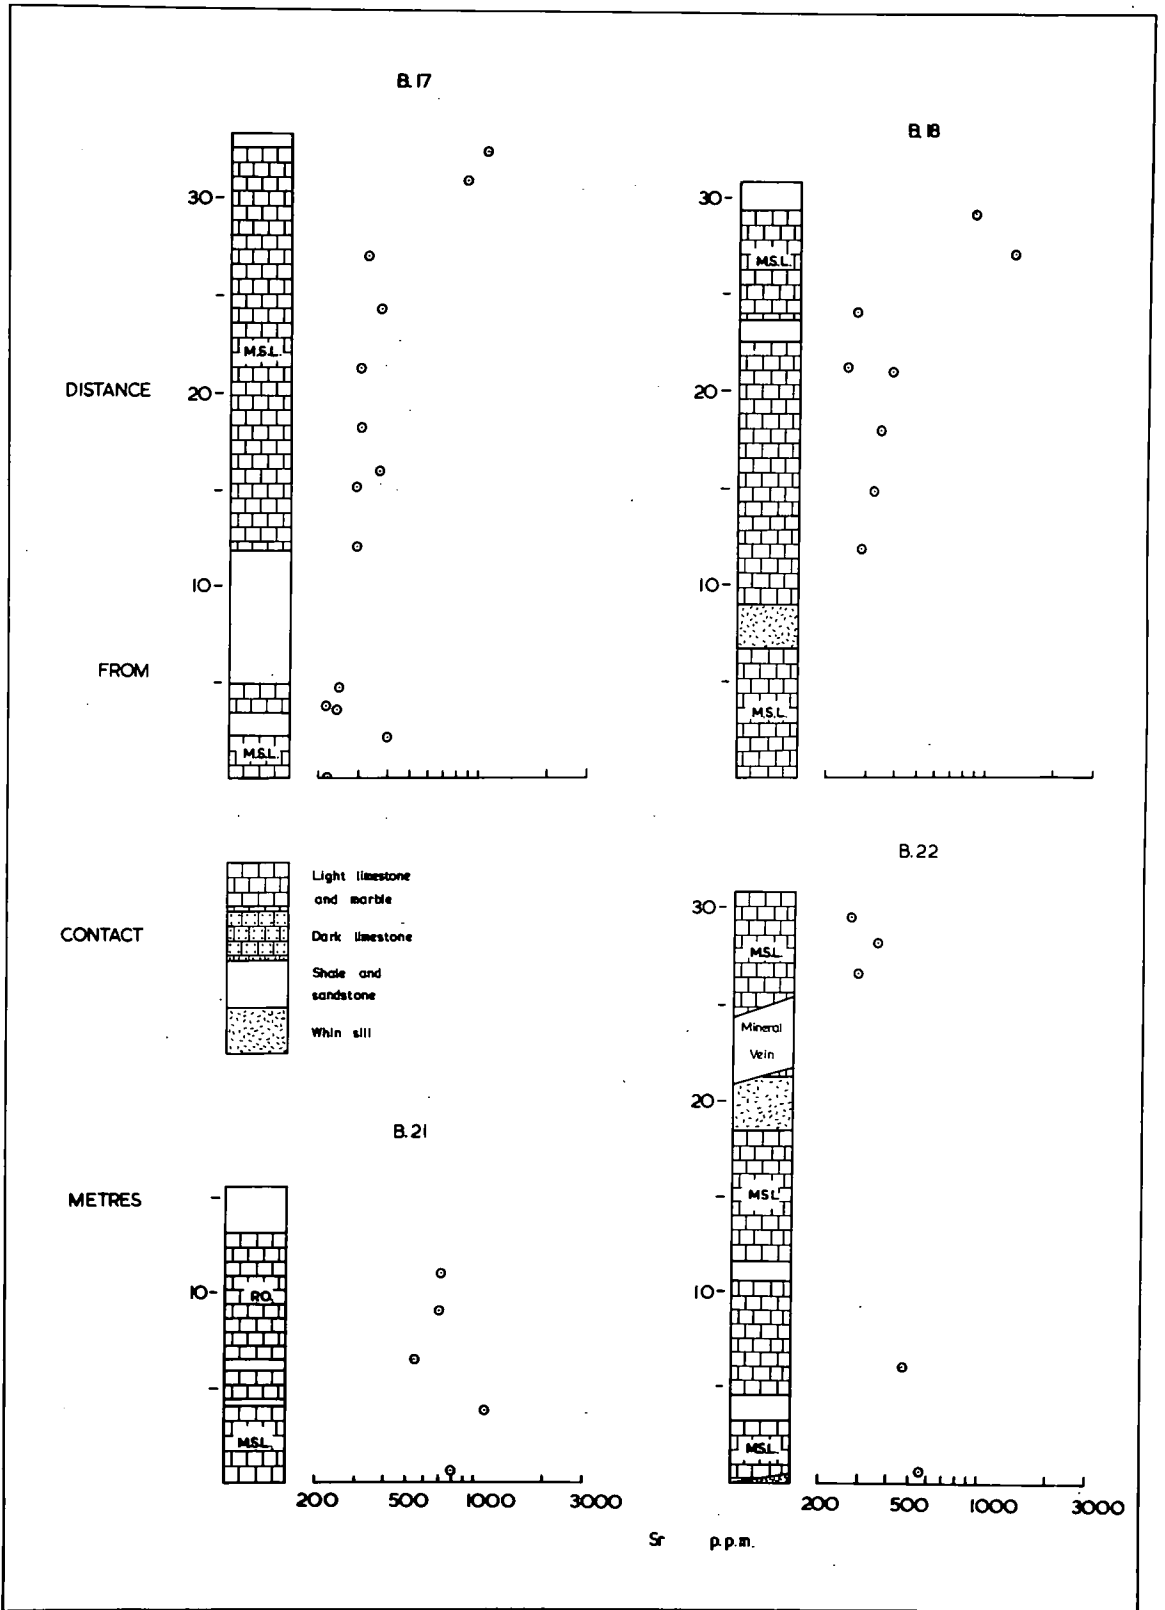 B.17
B.18
30
M.S.L.
20
10
M.S.L.
30
M.S.L.
20
10
M.S.L.
DISTANCE
FROM
CONTACT
METRES
Light limestone
and marble
Dark limestone
Shale and
sandstone
Whin sill
B.22
30
M.S.L.
Mineral
Vein
20
M.S.L
10
M.S.L.
B.21
10
R.O.
M.S.L.
200 500 1000 3000
200 500 1000 3000
Sr p.p.m.